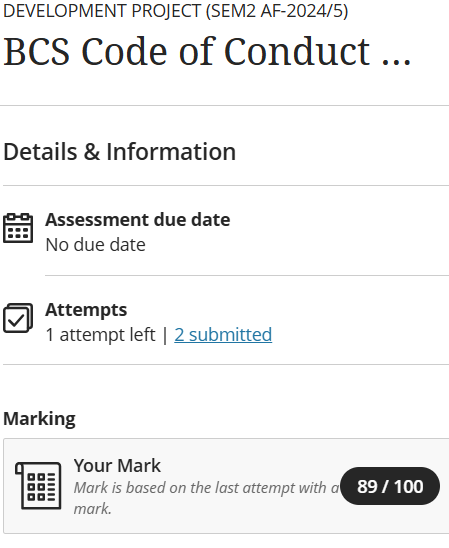 DEVELOPMENT PROJECT (SEM2 AF-2024/5)
BCS Code of Conduct ...
Details & Information
Assessment due date
No due date
Attempts
1 attempt left | 2 submitted
Marking
Your Mark
Mark is based on the last attempt with a
mark.
89 / 100